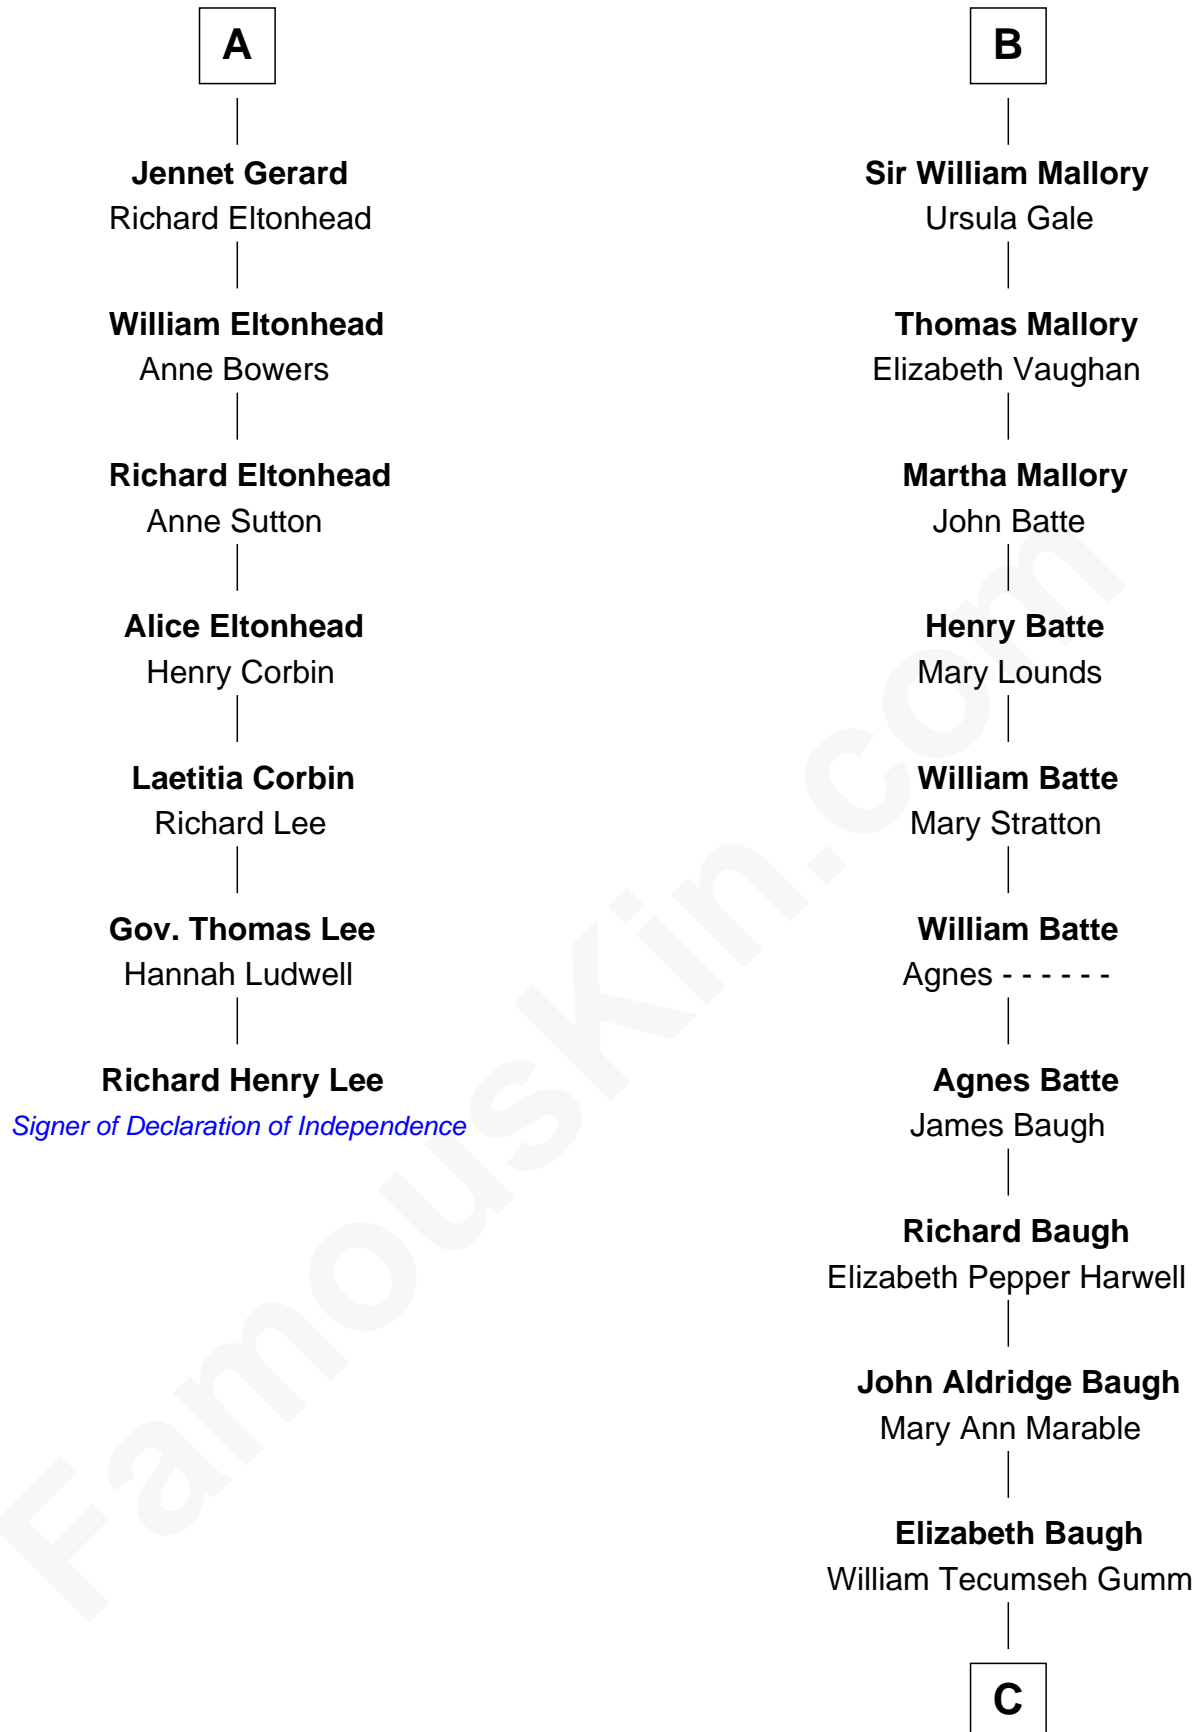 A
Jennet Gerard
Richard Eltonhead
William Eltonhead
Anne Bowers
Richard Eltonhead
Anne Sutton
Alice Eltonhead
Henry Corbin
Laetitia Corbin
Richard Lee
Gov. Thomas Lee
Hannah Ludwell
Richard Henry Lee
Signer of Declaration of Independence
B
Sir William Mallory
Ursula Gale
Thomas Mallory
Elizabeth Vaughan
Martha Mallory
John Batte
Henry Batte
Mary Lounds
William Batte
Mary Stratton
William Batte
Agnes - - - - - -
Agnes Batte
James Baugh
Richard Baugh
Elizabeth Pepper Harwell
John Aldridge Baugh
Mary Ann Marable
Elizabeth Baugh
William Tecumseh Gumm
C
FamousKin.com